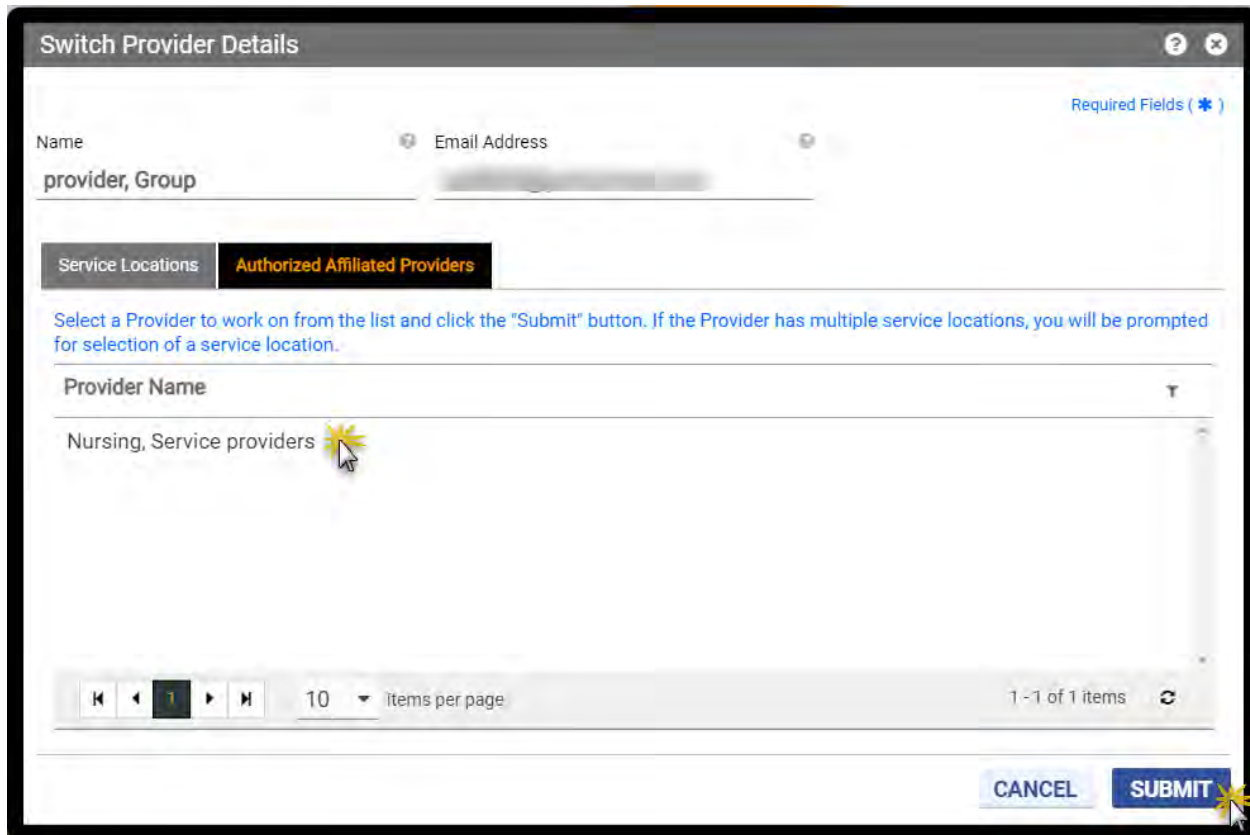 Switch Provider Details
Required Fields ( * )
Name
Email Address
provider, Group
Service Locations
Authorized Affiliated Providers
Select a Provider to work on from the list and click the "Submit" button. If the Provider has multiple service locations, you will be prompted
for selection of a service location.
Provider Name
Nursing, Service providers
1
10
items per page
1 - 1 of 1 items
CANCEL
SUBMIT